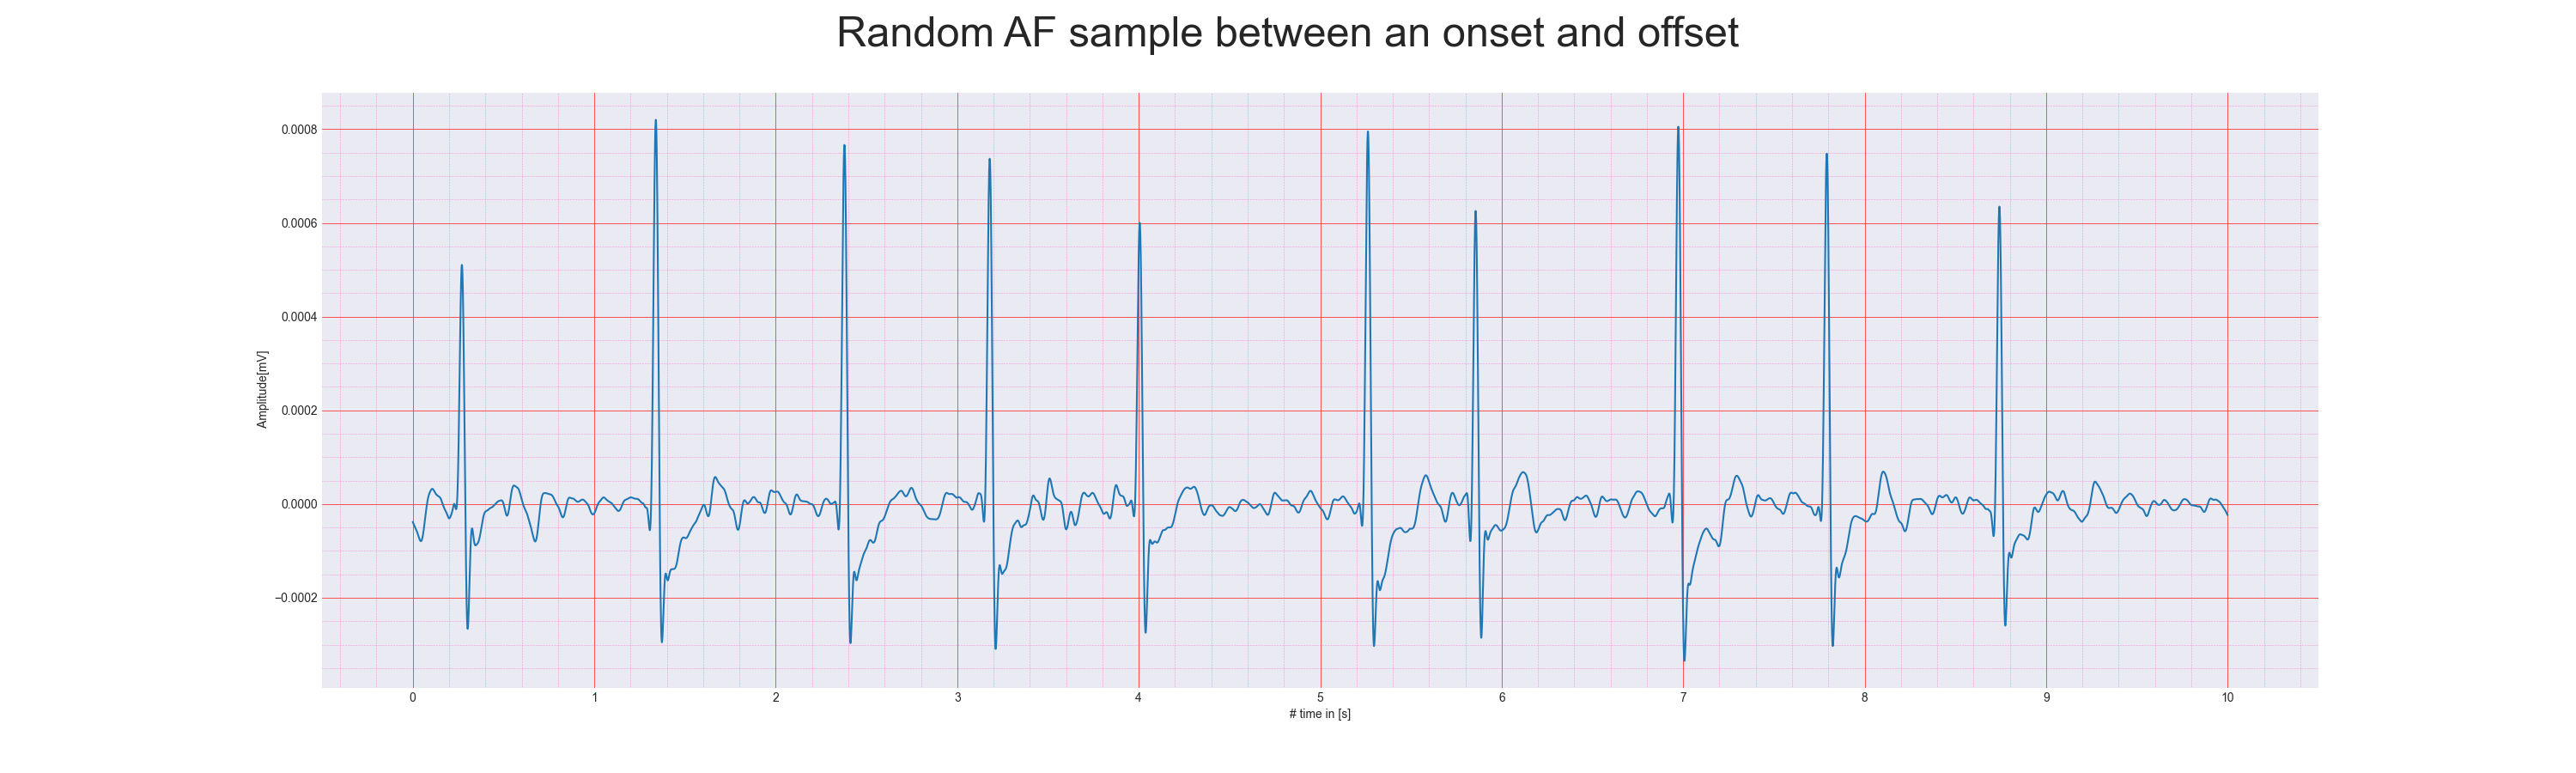 Random AF sample between an onset and offset
0.0008
0.0006
0.0004
0.0002
0.0000
−0.0002
Amplitude[mV]
0 1 2 3 4 5 6 7 8 9 10
# time in [s]